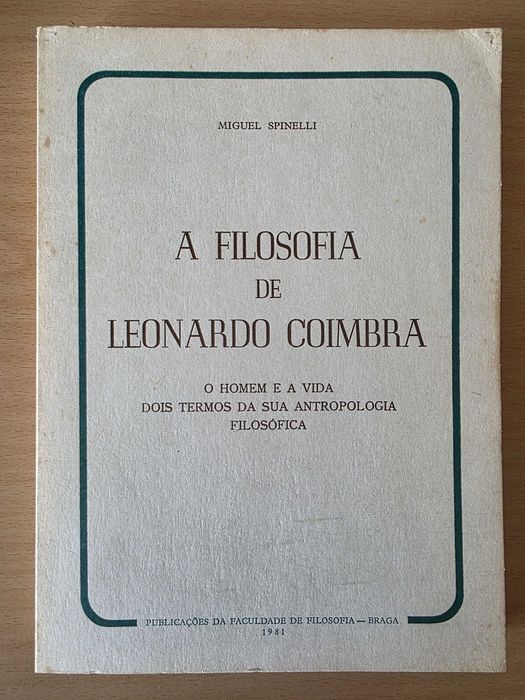 MIGUEL SPINELLI
A FILOSOFIA
DE
LEONARDO COIMBRA
O HOMEM E A VIDA
DOIS TERMOS DA SUA ANTROPOLOGIA
FILOSÓFICA
PUBLICAÇÕES DA FACULDADE DE FILOSOFIA — BRAGA
1981